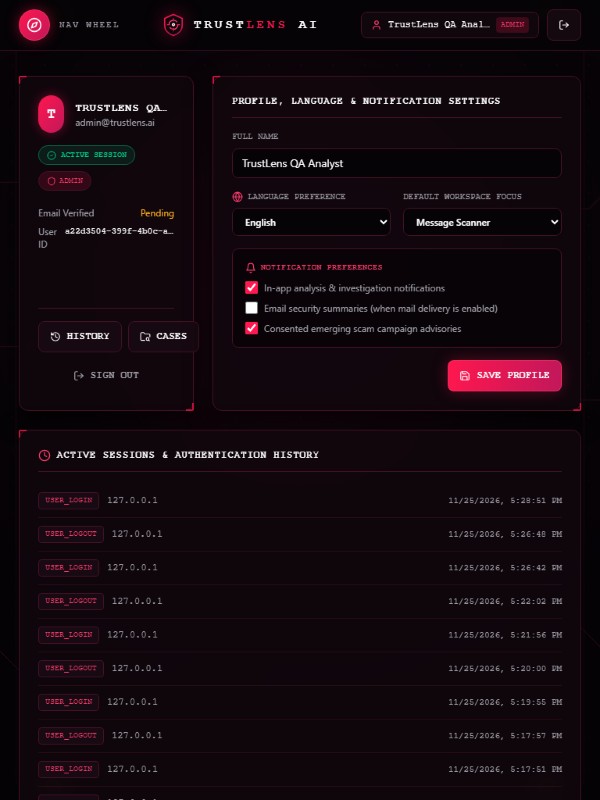 NAV WHEEL
TRUSTLENS AI
TrustLens QA Anal… ADMIN
T
TRUSTLENS QA…
admin@trustlens.ai
ACTIVE SESSION
ADMIN
Email Verified Pending
User ID a22d3504-399f-4b0c-a…
HISTORY CASES
SIGN OUT
PROFILE, LANGUAGE & NOTIFICATION SETTINGS
FULL NAME
TrustLens QA Analyst
LANGUAGE PREFERENCE DEFAULT WORKSPACE FOCUS
English Message Scanner
NOTIFICATION PREFERENCES
In-app analysis & investigation notifications
Email security summaries (when mail delivery is enabled)
Consented emerging scam campaign advisories
SAVE PROFILE
ACTIVE SESSIONS & AUTHENTICATION HISTORY
USER_LOGIN 127.0.0.1 11/25/2026, 5:28:51 PM
USER_LOGOUT 127.0.0.1 11/25/2026, 5:26:48 PM
USER_LOGIN 127.0.0.1 11/25/2026, 5:26:42 PM
USER_LOGOUT 127.0.0.1 11/25/2026, 5:22:02 PM
USER_LOGIN 127.0.0.1 11/25/2026, 5:21:56 PM
USER_LOGOUT 127.0.0.1 11/25/2026, 5:20:00 PM
USER_LOGIN 127.0.0.1 11/25/2026, 5:19:55 PM
USER_LOGOUT 127.0.0.1 11/25/2026, 5:17:57 PM
USER_LOGIN 127.0.0.1 11/25/2026, 5:17:51 PM